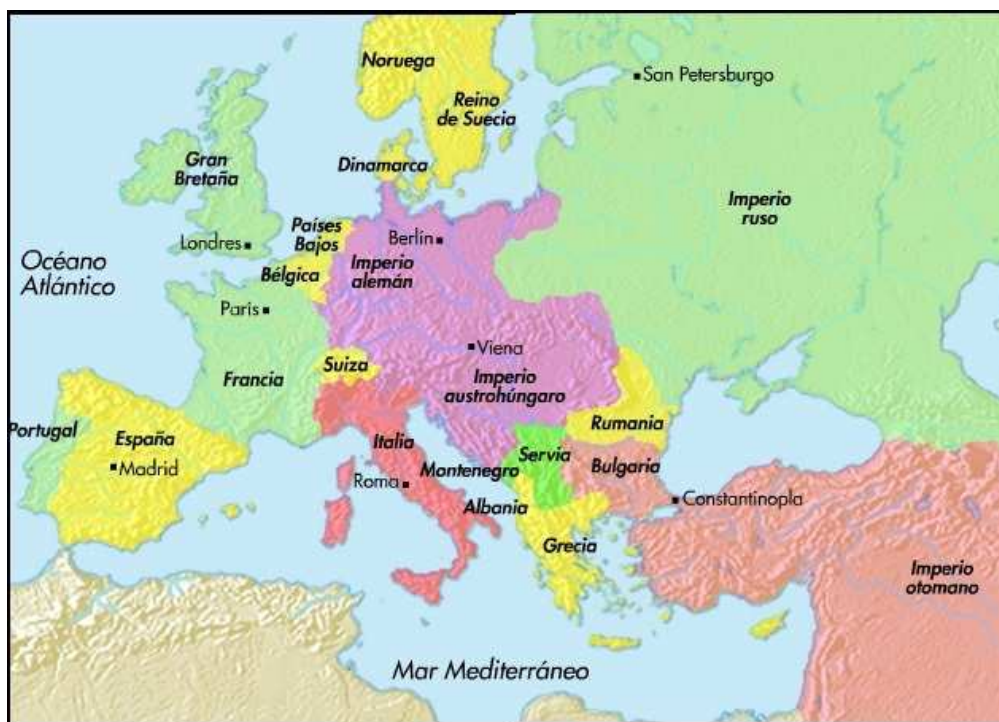 Noruega
San Petersburgo
Reino
de Suecia
Gran
Bretaña
Dinamarca
Imperio
ruso
Países
Bajos
Londres
Berlín
Océano
Atlántico
Bélgica
Imperio
alemán
París
Viena
Suiza
Francia
Imperio
austrohúngaro
Rumania
Portugal
España
Italia
Servia
Madrid
Montenegro
Bulgaria
Roma
Albania
Constantinopla
Grecia
Imperio
otomano
Mar Mediterráneo